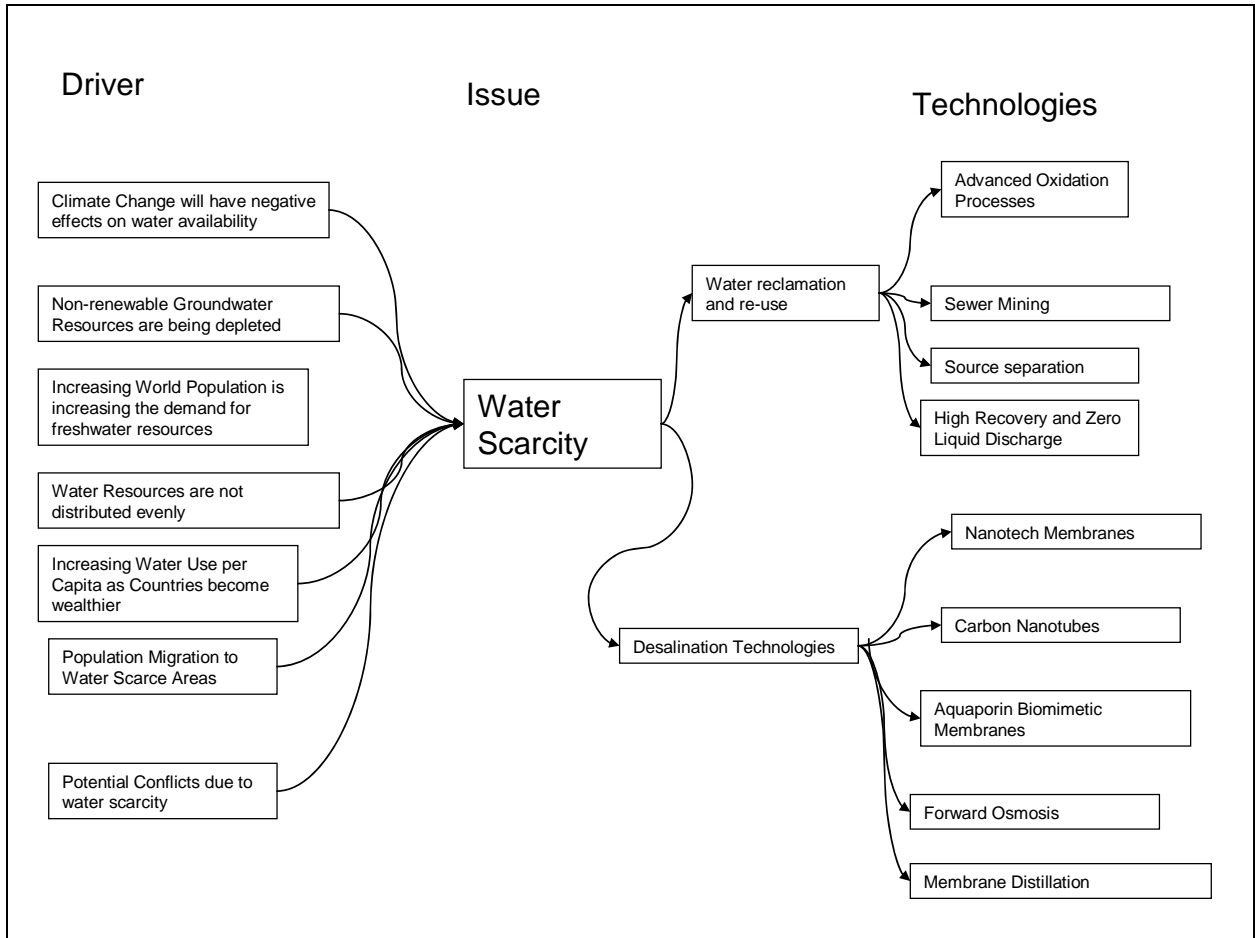 Driver
Issue
Technologies
Climate Change will have negative
effects on water availability
Non-renewable Groundwater
Resources are being depleted
Increasing World Population is
increasing the demand for
freshwater resources
Water Resources are not
distributed evenly
Increasing Water Use per
Capita as Countries become
wealthier
Population Migration to
Water Scarce Areas
Potential Conflicts due to
water scarcity
Water
Scarcity
Water reclamation
and re-use
Desalination Technologies
Advanced Oxidation
Processes
Sewer Mining
Source separation
High Recovery and Zero
Liquid Discharge
Nanotech Membranes
Carbon Nanotubes
Aquaporin Biomimetic
Membranes
Forward Osmosis
Membrane Distillation